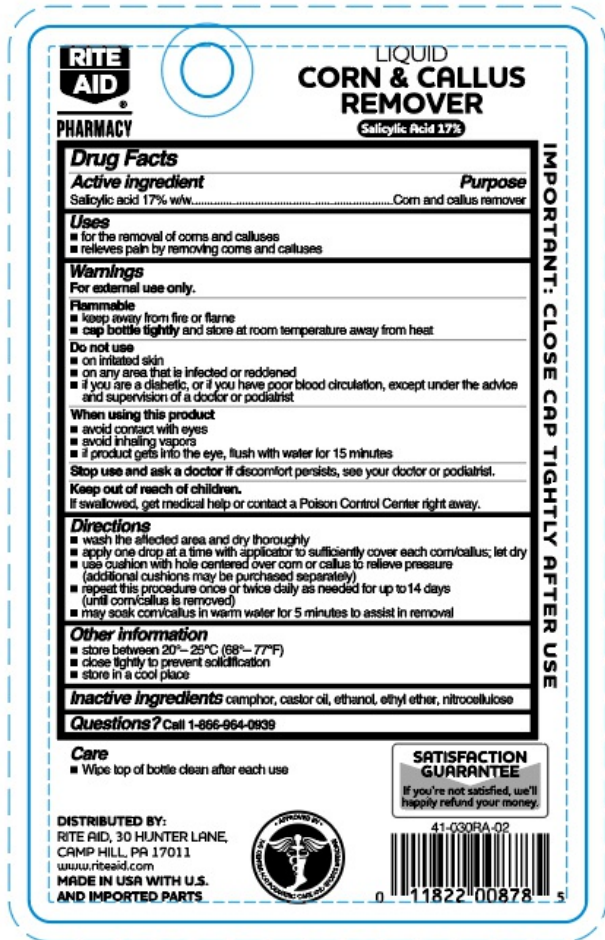 RITE
AID
®
PHARMACY
LIQUID
CORN & CALLUS
REMOVER
Salicylic Acid 17%
Drug Facts
Active ingredient Purpose
Salicylic acid 17% w/w......................................................Corn and callus remover
Uses
■ for the removal of corns and calluses
■ relieves pain by removing corns and calluses
Warnings
For external use only.
Flammable
■ keep away from fire or flame
■ cap bottle tightly and store at room temperature away from heat
Do not use
■ on irritated skin
■ on any area that is infected or reddened
■ if you are a diabetic, or if you have poor blood circulation, except under the advice
and supervision of a doctor or podiatrist
When using this product
■ avoid contact with eyes
■ avoid inhaling vapors
■ if product gets into the eye, flush with water for 15 minutes
Stop use and ask a doctor if discomfort persists, see your doctor or podiatrist.
Keep out of reach of children.
If swallowed, get medical help or contact a Poison Control Center right away.
Directions
■ wash the affected area and dry thoroughly
■ apply one drop at a time with applicator to sufficiently cover each corn/callus; let dry
■ use cushion with hole centered over corn or callus to relieve pressure
(additional cushions may be purchased separately)
■ repeat this procedure once or twice daily as needed for up to 14 days
(until corn/callus is removed)
■ may soak corn/callus in warm water for 5 minutes to assist in removal
Other information
■ store between 20°– 25°C (68°– 77°F)
■ close tightly to prevent solidification
■ store in a cool place
Inactive ingredients camphor, castor oil, ethanol, ethyl ether, nitrocellulose
Questions? Call 1-866-964-0939
IMPORTANT: CLOSE CAP TIGHTLY AFTER USE
Care
■ Wipe top of bottle clean after each use
SATISFACTION
GUARANTEE
If you're not satisfied, we'll
happily refund your money.
DISTRIBUTED BY:
RITE AID, 30 HUNTER LANE,
CAMP HILL, PA 17011
www.riteaid.com
MADE IN USA WITH U.S.
AND IMPORTED PARTS
• APPROVED BY •
41-030RA-02
0 11822 00878 5